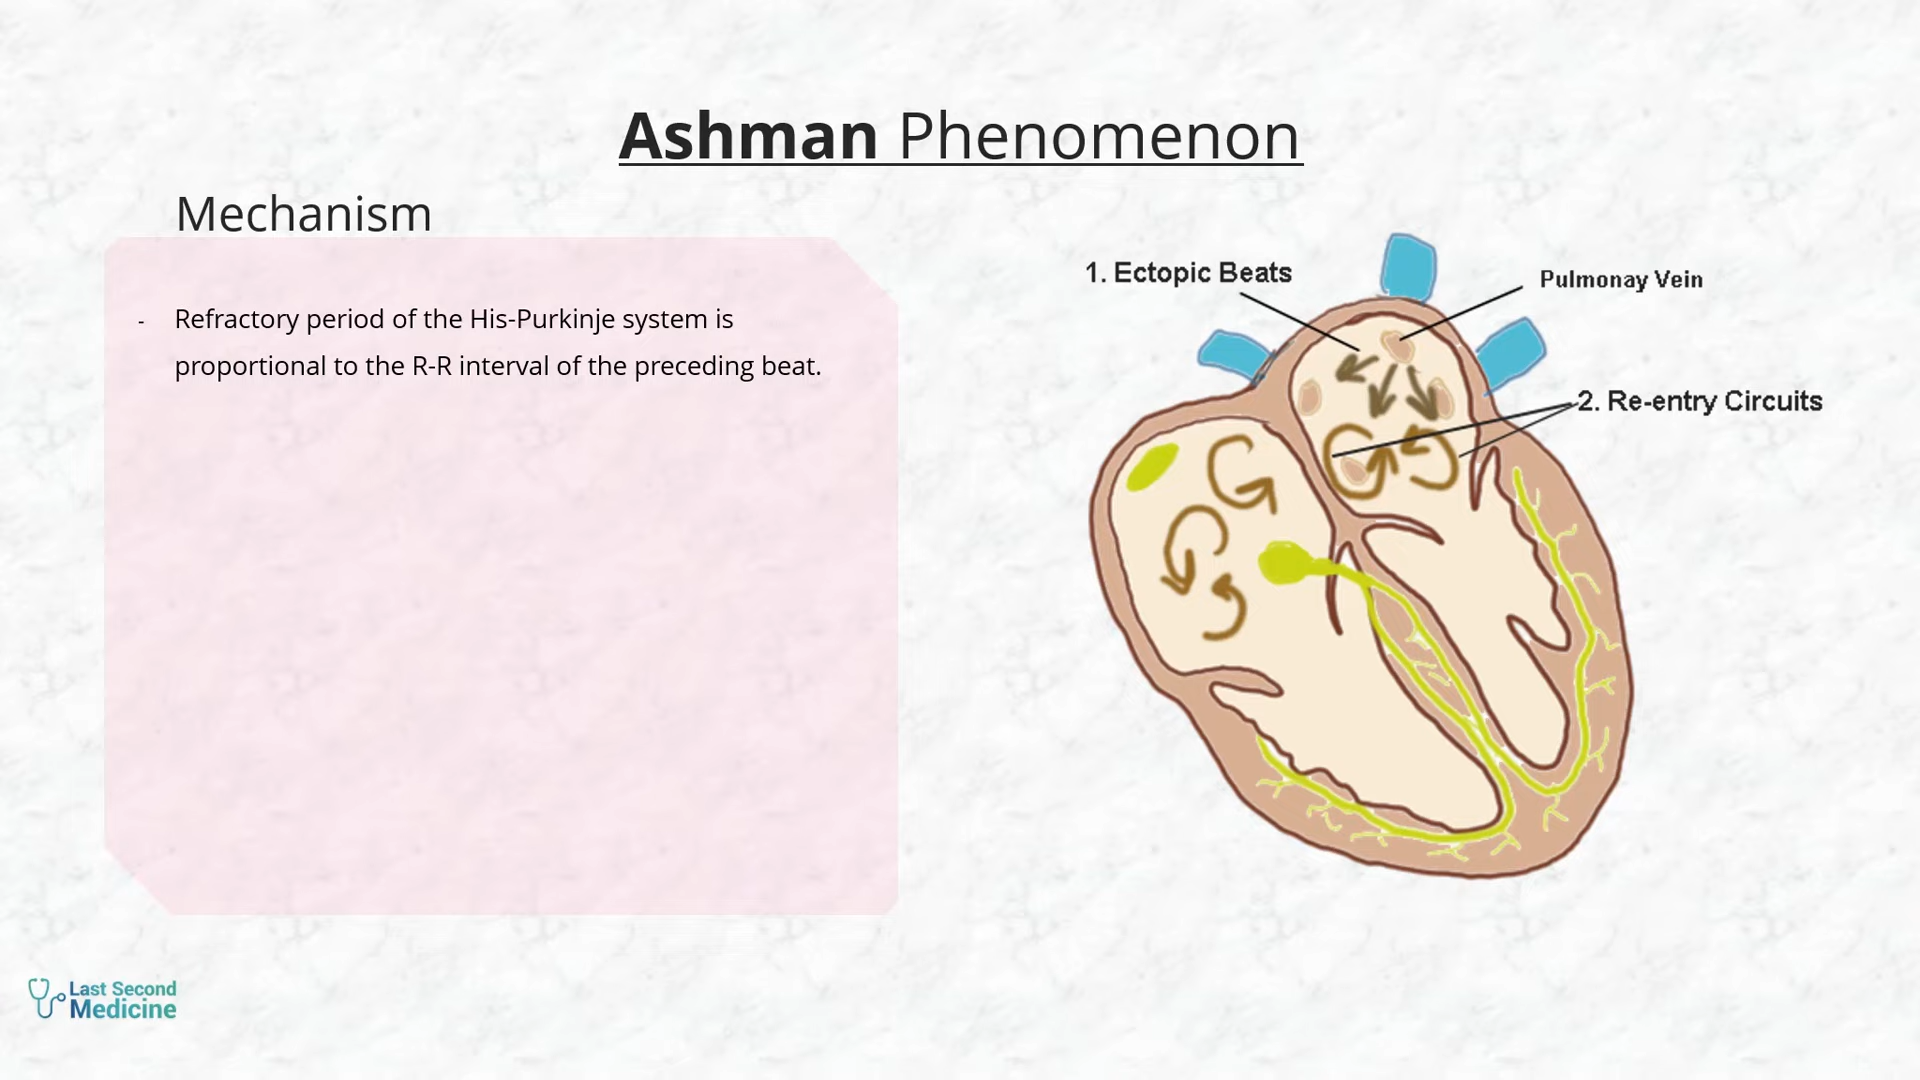 Ashman Phenomenon
Mechanism
- Refractory period of the His-Purkinje system is
proportional to the R-R interval of the preceding beat.
1. Ectopic Beats
Pulmonay Vein
2. Re-entry Circuits
Last Second
Medicine